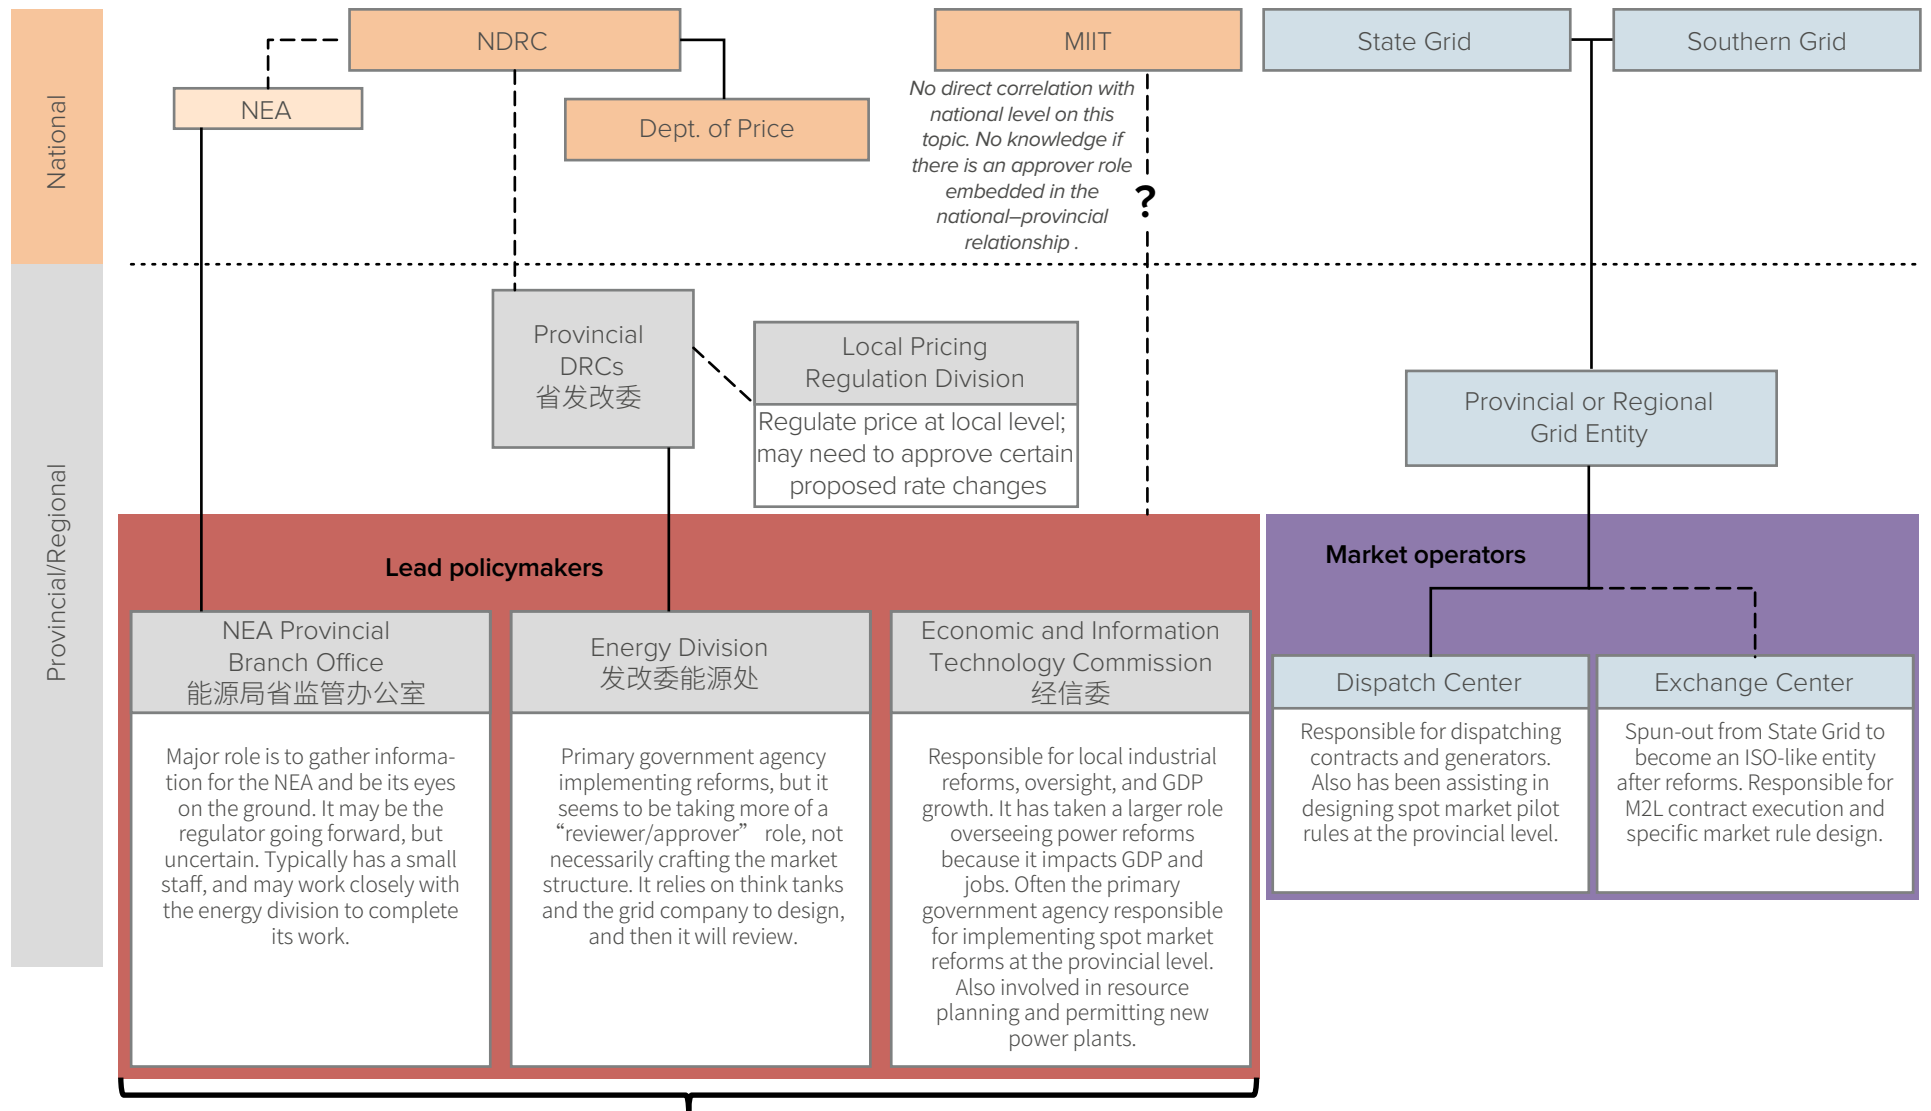 National
NDRC
NEA
Dept. of Price
MIIT
No direct correlation with
national level on this
topic. No knowledge if
there is an approver role
embedded in the
national–provincial
relationship .
?
State Grid
Southern Grid
Provincial/Regional
Provincial
DRCs
省发改委
Local Pricing
Regulation Division
Regulate price at local level;
may need to approve certain
proposed rate changes
Provincial or Regional
Grid Entity
Lead policymakers
NEA Provincial
Branch Office
能源局省监管办公室
Major role is to gather informa-
tion for the NEA and be its eyes
on the ground. It may be the
regulator going forward, but
uncertain. Typically has a small
staff, and may work closely with
the energy division to complete
its work.
Energy Division
发改委能源处
Primary government agency
implementing reforms, but it
seems to be taking more of a
“reviewer/approver” role, not
necessarily crafting the market
structure. It relies on think tanks
and the grid company to design,
and then it will review.
Economic and Information
Technology Commission
经信委
Responsible for local industrial
reforms, oversight, and GDP
growth. It has taken a larger role
overseeing power reforms
because it impacts GDP and
jobs. Often the primary
government agency responsible
for implementing spot market
reforms at the provincial level.
Also involved in resource
planning and permitting new
power plants.
Market operators
Dispatch Center
Responsible for dispatching
contracts and generators.
Also has been assisting in
designing spot market pilot
rules at the provincial level.
Exchange Center
Spun-out from State Grid to
become an ISO-like entity
after reforms. Responsible for
M2L contract execution and
specific market rule design.